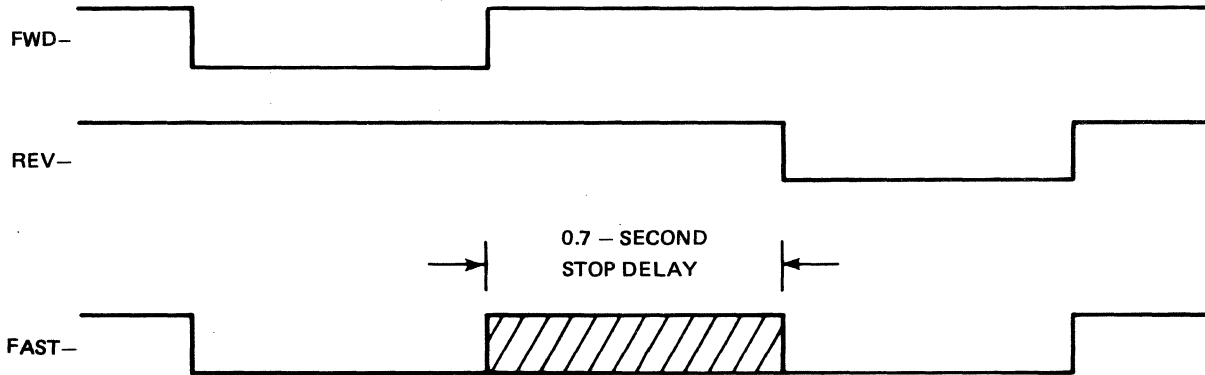 FWD–
REV–
0.7 – SECOND
STOP DELAY
FAST–